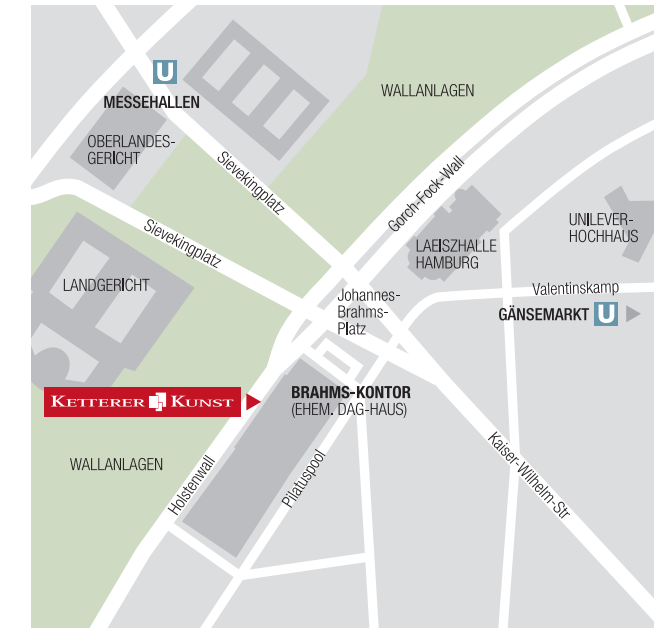 U
MESSEHALLEN
WALLANLAGEN
OBERLANDES-
GERICHT
Sievekingplatz
Gorch-Fock-Wall
Sievekingplatz
UNILEVER-
HOCHHAUS
LAEISZHALLE
HAMBURG
LANDGERICHT
Johannes-
Brahms-
Platz
Valentinskamp
GÄNSEMARKT U
KETTERER KUNST
BRAHMS-KONTOR
(EHEM. DAG-HAUS)
WALLANLAGEN
Holstenwall
Pilatuspool
Kaiser-Wilhelm-Str